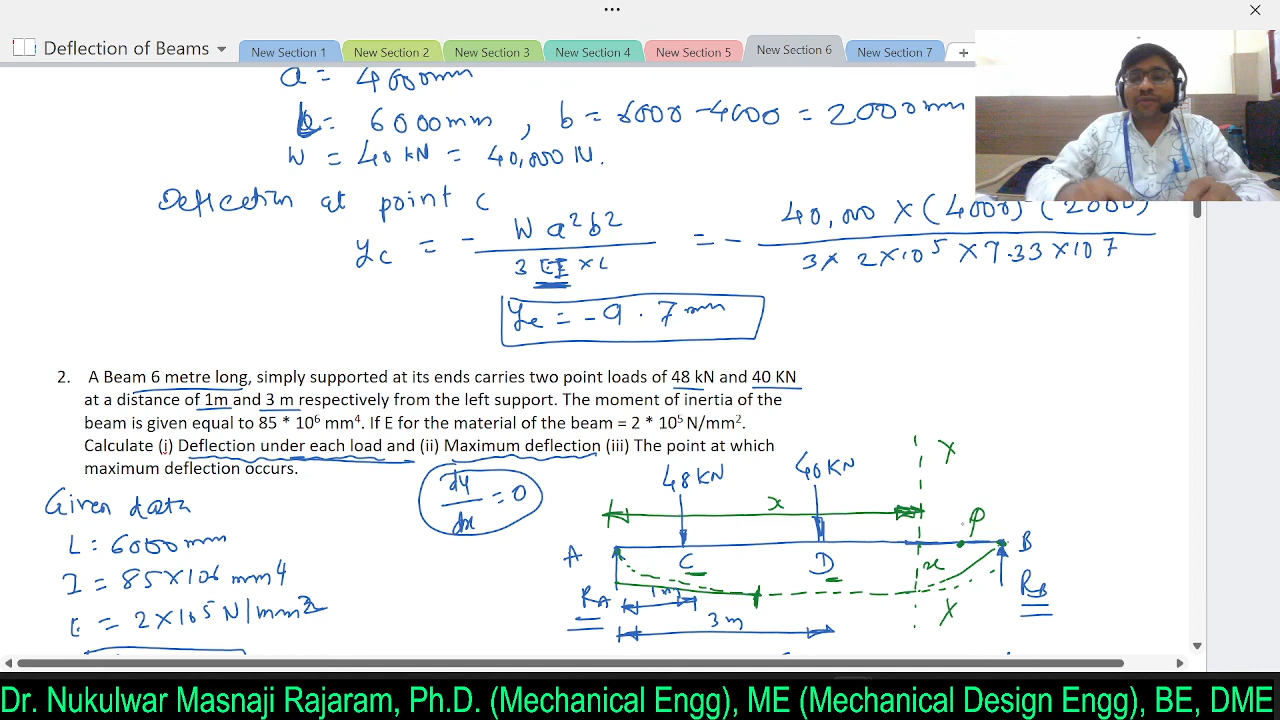 Deflection of Beams
New Section 1 New Section 2 New Section 3 New Section 4 New Section 5 New Section 6 New Section 7
a = 4000mm
= 6000mm , b = 6000 - 4000 = 2000mm
W = 40 kN = 40,000 N.
Deflection at point C
yc = - W a²b² / 3 EI × L = - 40,000 × (4000) (2000) / 3 × 2×10⁵ × 7.33 ×10⁷
yc = -9.7mm
2. A Beam 6 metre long, simply supported at its ends carries two point loads of 48 kN and 40 KN
at a distance of 1m and 3 m respectively from the left support. The moment of inertia of the
beam is given equal to 85 * 10⁶ mm⁴. If E for the material of the beam = 2 * 10⁵ N/mm².
Calculate (i) Deflection under each load and (ii) Maximum deflection (iii) The point at which
maximum deflection occurs.
dy/dx = 0
48KN 40KN X
x
Given data
L = 6000mm
I = 85×10⁶ mm⁴
E = 2×10⁵ N/mm²
A C D x P B
RA 1m X RB
3m
Dr. Nukulwar Masnaji Rajaram, Ph.D. (Mechanical Engg), ME (Mechanical Design Engg), BE, DME